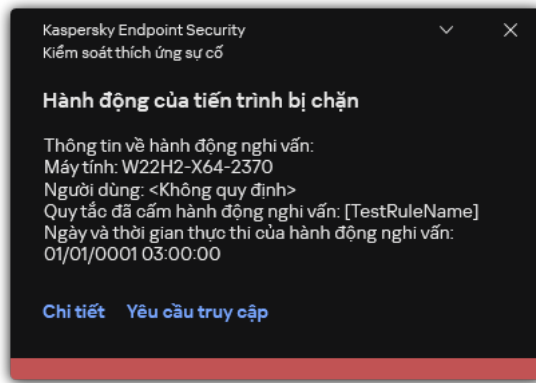 Kaspersky Endpoint Security
Kiểm soát thích ứng sự cố
Hành động của tiến trình bị chặn
Thông tin về hành động nghi vấn:
Máy tính: W22H2-X64-2370
Người dùng: <Không quy định>
Quy tắc đã cấm hành động nghi vấn: [TestRuleName]
Ngày và thời gian thực thi của hành động nghi vấn:
01/01/0001 03:00:00
Chi tiết Yêu cầu truy cập